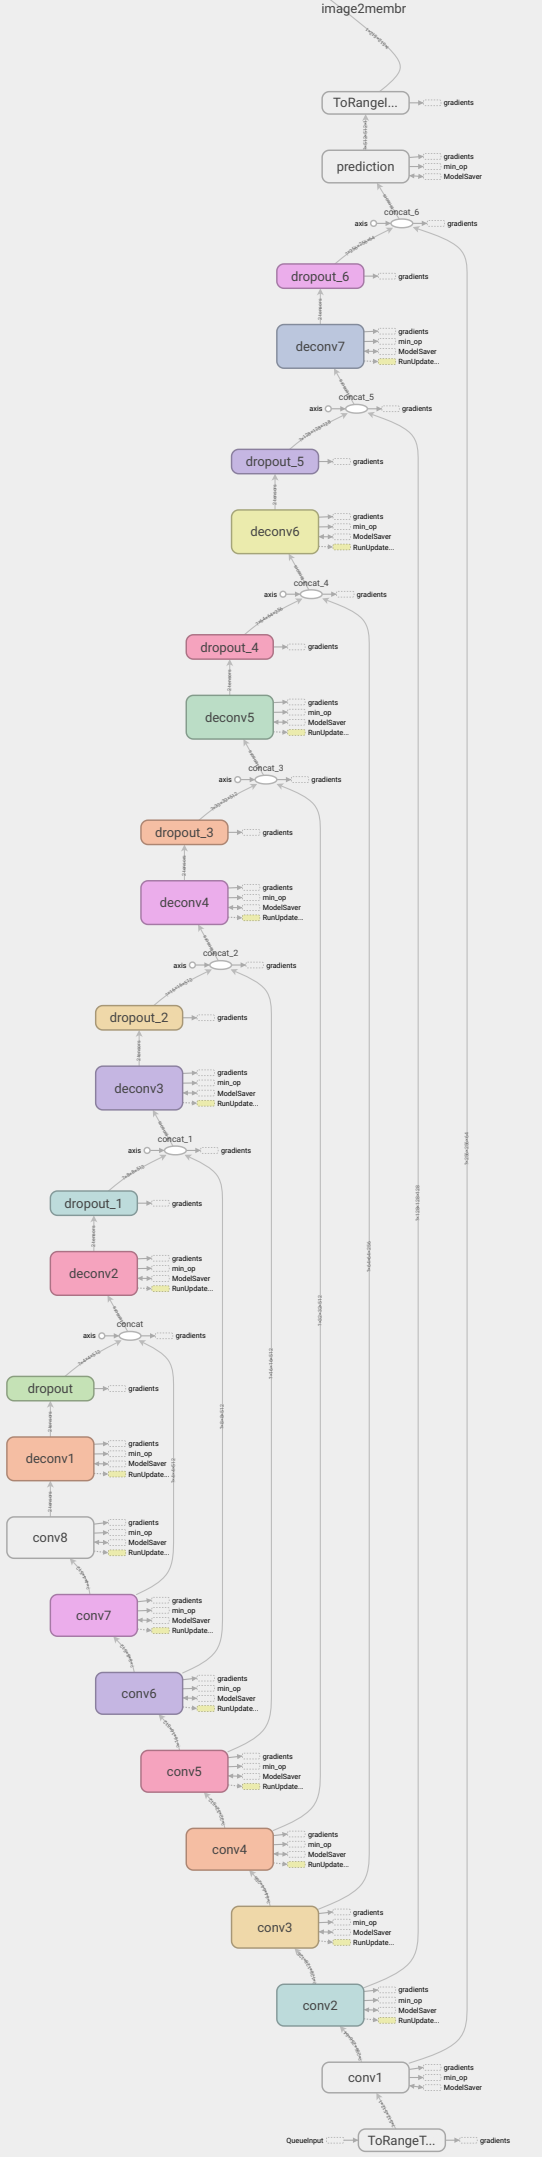 image2membr
ToRangeI...
gradients
prediction
gradients
min_op
ModelSaver
concat_6
axis
gradients
dropout_6
gradients
deconv7
gradients
min_op
ModelSaver
RunUpdate...
concat_5
axis
gradients
dropout_5
gradients
deconv6
gradients
min_op
ModelSaver
RunUpdate...
concat_4
axis
gradients
dropout_4
gradients
deconv5
gradients
min_op
ModelSaver
RunUpdate...
concat_3
axis
gradients
dropout_3
gradients
deconv4
gradients
min_op
ModelSaver
RunUpdate...
concat_2
axis
gradients
dropout_2
gradients
deconv3
gradients
min_op
ModelSaver
RunUpdate...
concat_1
axis
gradients
dropout_1
gradients
deconv2
gradients
min_op
ModelSaver
RunUpdate...
concat
axis
gradients
dropout
gradients
deconv1
gradients
min_op
ModelSaver
RunUpdate...
conv8
gradients
min_op
ModelSaver
RunUpdate...
conv7
gradients
min_op
ModelSaver
RunUpdate...
conv6
gradients
min_op
ModelSaver
RunUpdate...
conv5
gradients
min_op
ModelSaver
RunUpdate...
conv4
gradients
min_op
ModelSaver
RunUpdate...
conv3
gradients
min_op
ModelSaver
RunUpdate...
conv2
gradients
min_op
ModelSaver
RunUpdate...
conv1
gradients
min_op
ModelSaver
QueueInput
ToRangeT...
gradients